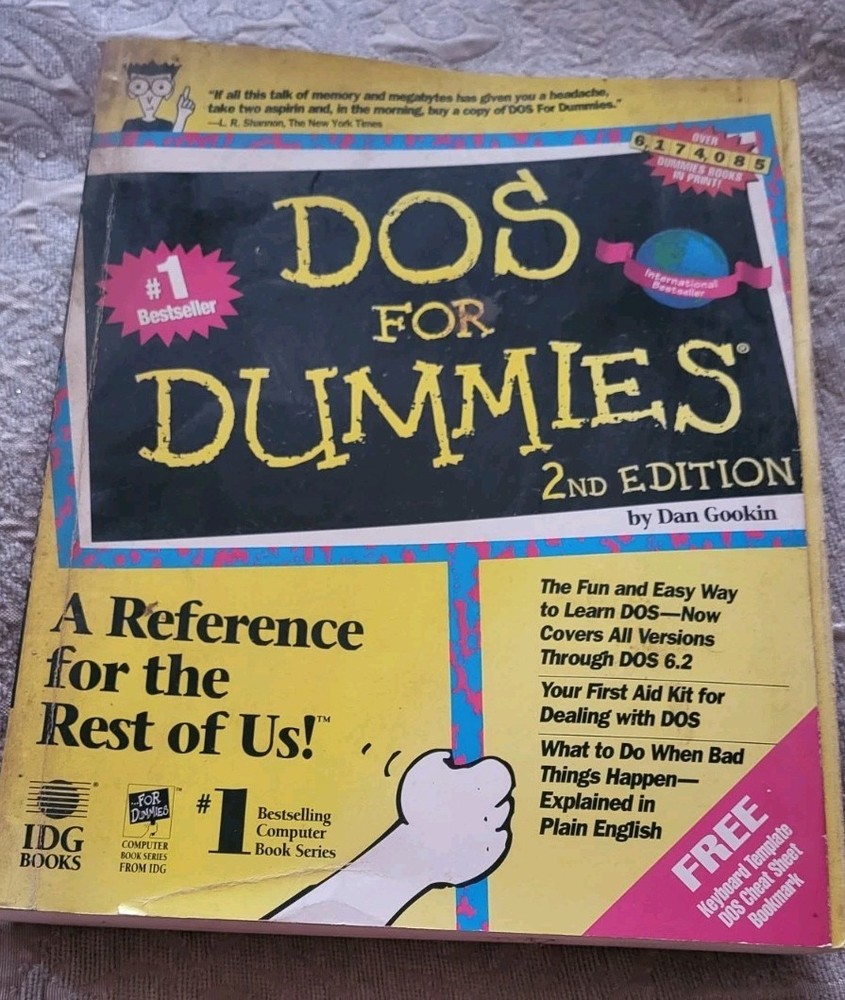 "If all this talk of memory and megabytes has given you a headache,
take two aspirin and, in the morning, buy a copy of DOS For Dummies."
—L. R. Shannon, The New York Times
OVER
6,174,085
DUMMIES BOOKS
IN PRINT!
DOS
FOR
DUMMIES®
2ND EDITION
#1
Bestseller
International
Bestseller
by Dan Gookin
A Reference
for the
Rest of Us!™
The Fun and Easy Way
to Learn DOS—Now
Covers All Versions
Through DOS 6.2
Your First Aid Kit for
Dealing with DOS
What to Do When Bad
Things Happen—
Explained in
Plain English
IDG ®
BOOKS
...FOR
DUMMIES ™
COMPUTER
BOOK SERIES
FROM IDG
#1
Bestselling
Computer
Book Series
FREE
Keyboard Template
DOS Cheat Sheet
Bookmark